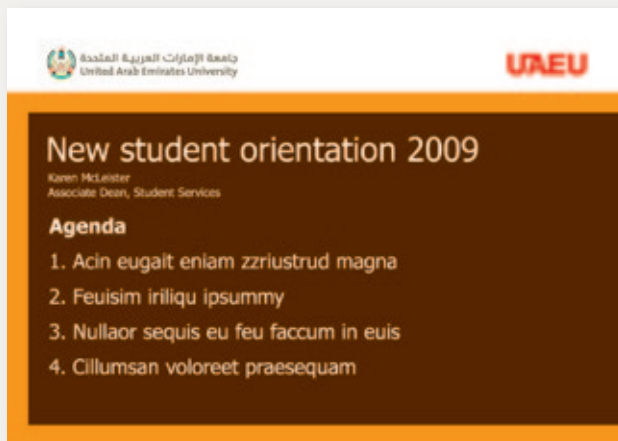 جامعة الإمارات العربية المتحدة
United Arab Emirates University
UAEU
New student orientation 2009
Karen McLeister
Associate Dean, Student Services
Agenda
1. Acin eugait eniam zzriustrud magna
2. Feuisim iriliqu ipsummy
3. Nullaor sequis eu feu faccum in euis
4. Cillumsan voloreet praesequam